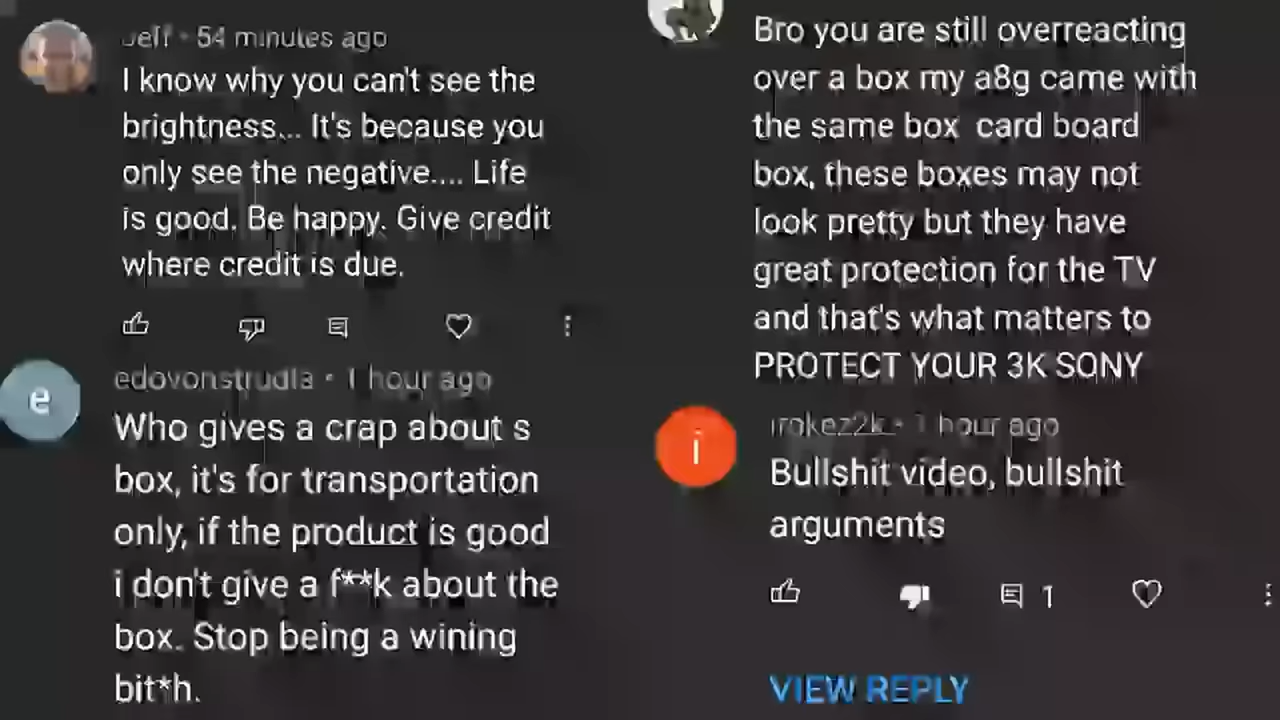 Jeff • 54 minutes ago
I know why you can't see the
brightness... It's because you
only see the negative.... Life
is good. Be happy. Give credit
where credit is due.
edovonstrudla • 1 hour ago
e
Who gives a crap about s
box, it's for transportation
only, if the product is good
i don't give a f**k about the
box. Stop being a wining
bit*h.
Bro you are still overreacting
over a box my a8g came with
the same box card board
box, these boxes may not
look pretty but they have
great protection for the TV
and that's what matters to
PROTECT YOUR 3K SONY
irokez2k • 1 hour ago
i
Bullshit video, bullshit
arguments
1
VIEW REPLY